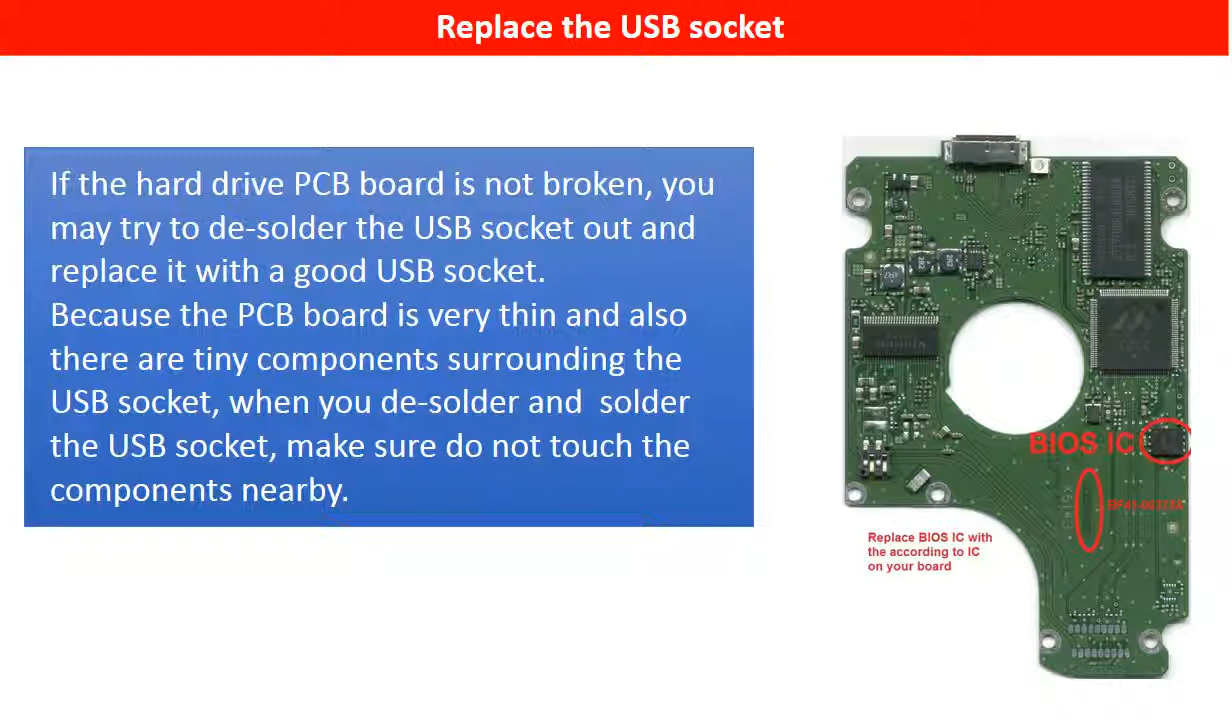 Replace the USB socket
If the hard drive PCB board is not broken, you
may try to de-solder the USB socket out and
replace it with a good USB socket.
Because the PCB board is very thin and also
there are tiny components surrounding the
USB socket, when you de-solder and  solder
the USB socket, make sure do not touch the
components nearby.
BIOS IC
Replace BIOS IC with
the according to IC
on your board